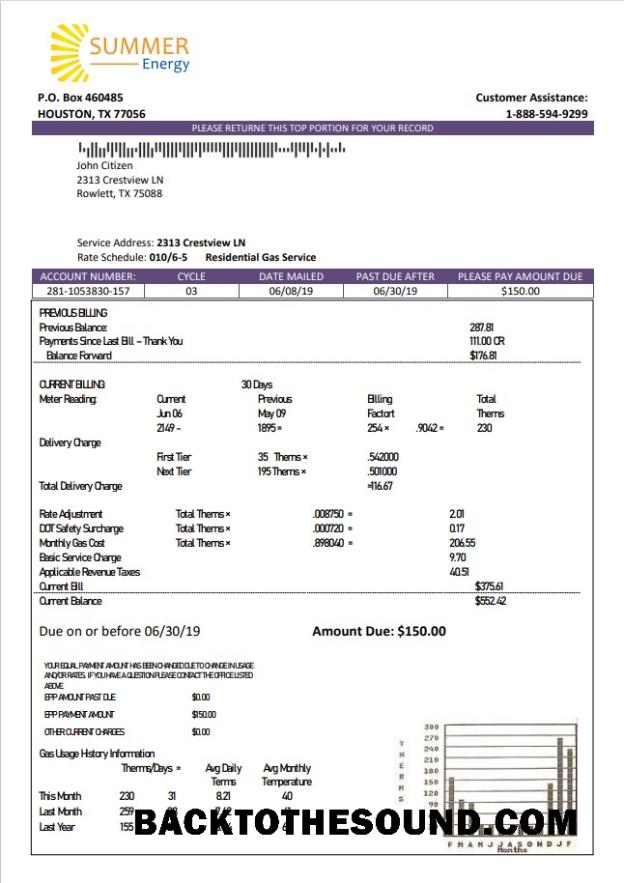 SUMMER
Energy
P.O. Box 460485
HOUSTON, TX 77056
Customer Assistance:
1-888-594-9299
PLEASE RETURNE THIS TOP PORTION FOR YOUR RECORD
John Citizen
2313 Crestview LN
Rowlett, TX 75088
Service Address: 2313 Crestview LN
Rate Schedule: 010/6-5 Residential Gas Service
ACCOUNT NUMBER: CYCLE DATE MAILED PAST DUE AFTER PLEASE PAY AMOUNT DUE
281-1053830-157 03 06/08/19 06/30/19 $150.00
PREVIOUS BILLING
Previous Balance: 287.81
Payments Since Last Bill – Thank You 111.00 CR
Balance Forward $176.81
CURRENT BILLING 30 Days
Meter Reading: Current Previous Billing Total
Jun 06 May 09 Factort Therms
2149 – 1895 = 254 × .9042 = 230
Delivery Charge
First Tier 35 Therms × .542000
Next Tier 195 Therms × .501000
Total Delivery Charge =116.67
Rate Adjustment Total Therms × .008750 = 2.01
DOT Safety Surcharge Total Therms × .000720 = 0.17
Monthly Gas Cost Total Therms × .898040 = 206.55
Basic Service Charge 9.70
Applicable Revenue Taxes 40.51
Current Bill $375.61
Current Balance $552.42
Due on or before 06/30/19 Amount Due: $150.00
YOUR EQUAL PAYMENT AMOUNT HAS BEEN CHANGED DUE TO CHANGE IN USAGE
AND/OR RATES. IF YOU HAVE A QUESTION PLEASE CONTACT THE OFFICE LISTED
ABOVE
EPP AMOUNT PAST DUE $0.00
EPP PAYMENT AMOUNT $150.00
OTHER CURRENT CHARGES $0.00
Gas Usage History Information
Therms/Days = Avg Daily Avg Monthly
Terms Temperature
This Month 230 31 8.21 40
Last Month 259
Last Year 155
BACKTOTHESOUND.COM
THERMS
300
270
240
210
180
150
120
90
F M A M J J A S O N D J F
Months